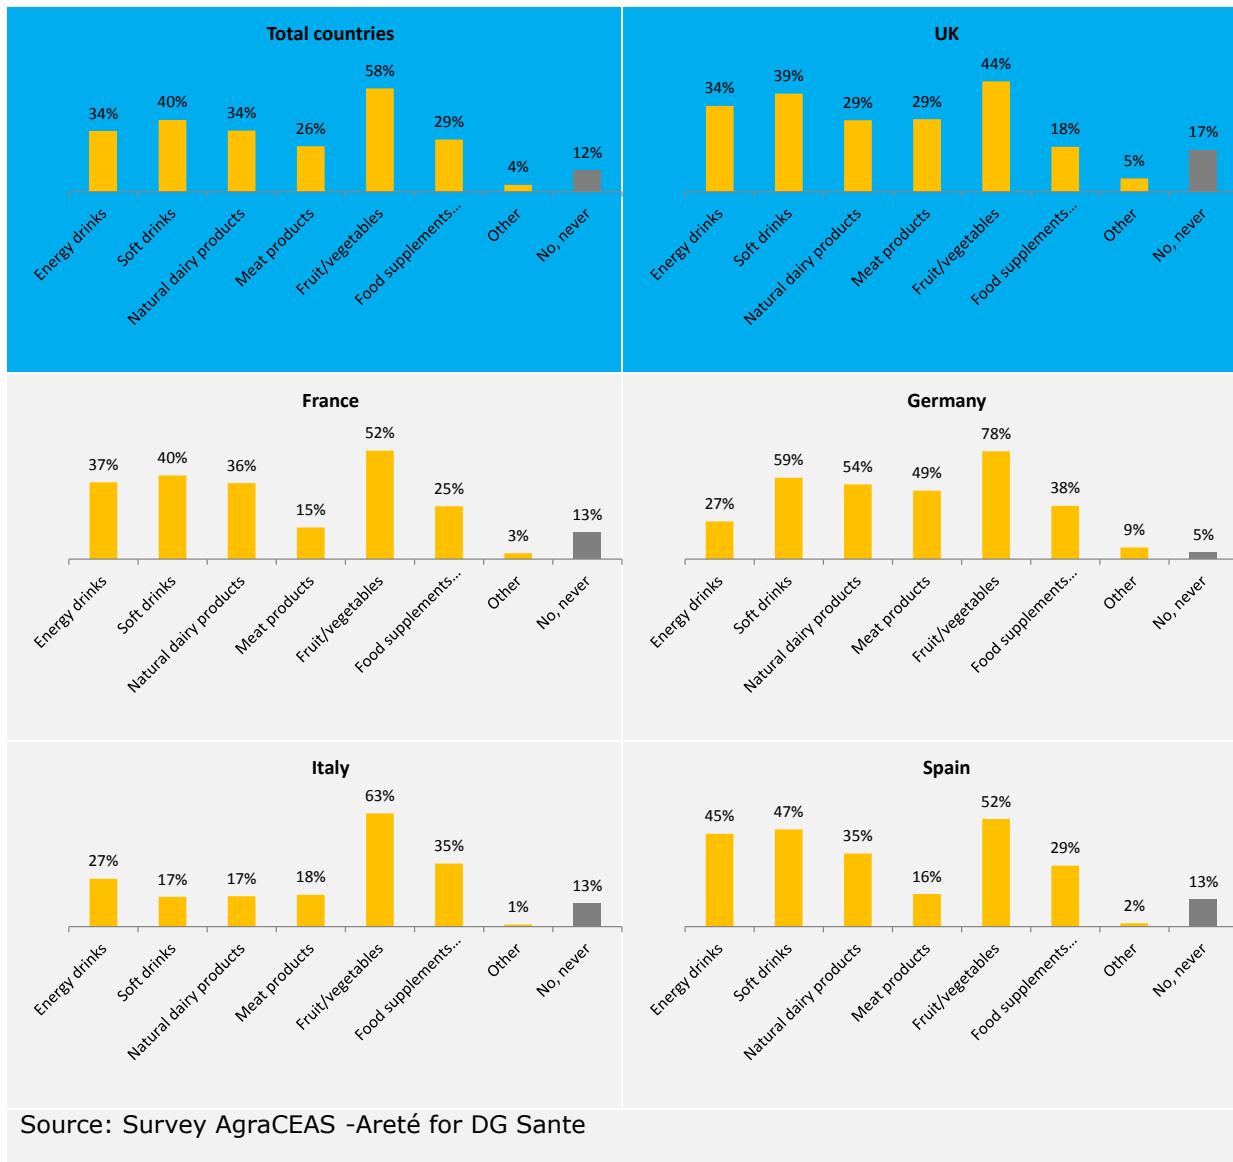 Total countries
34%
40%
34%
26%
58%
29%
4%
12%
Energy drinks
Soft drinks
Natural dairy products
Meat products
Fruit/vegetables
Food supplements...
Other
No, never
UK
34%
39%
29%
29%
44%
18%
5%
17%
Energy drinks
Soft drinks
Natural dairy products
Meat products
Fruit/vegetables
Food supplements...
Other
No, never
France
37%
40%
36%
15%
52%
25%
3%
13%
Energy drinks
Soft drinks
Natural dairy products
Meat products
Fruit/vegetables
Food supplements...
Other
No, never
Germany
27%
59%
54%
49%
78%
38%
9%
5%
Energy drinks
Soft drinks
Natural dairy products
Meat products
Fruit/vegetables
Food supplements...
Other
No, never
Italy
27%
17%
17%
18%
63%
35%
1%
13%
Energy drinks
Soft drinks
Natural dairy products
Meat products
Fruit/vegetables
Food supplements...
Other
No, never
Spain
45%
47%
35%
16%
52%
29%
2%
13%
Energy drinks
Soft drinks
Natural dairy products
Meat products
Fruit/vegetables
Food supplements...
Other
No, never
Source: Survey AgraCEAS -Areté for DG Sante